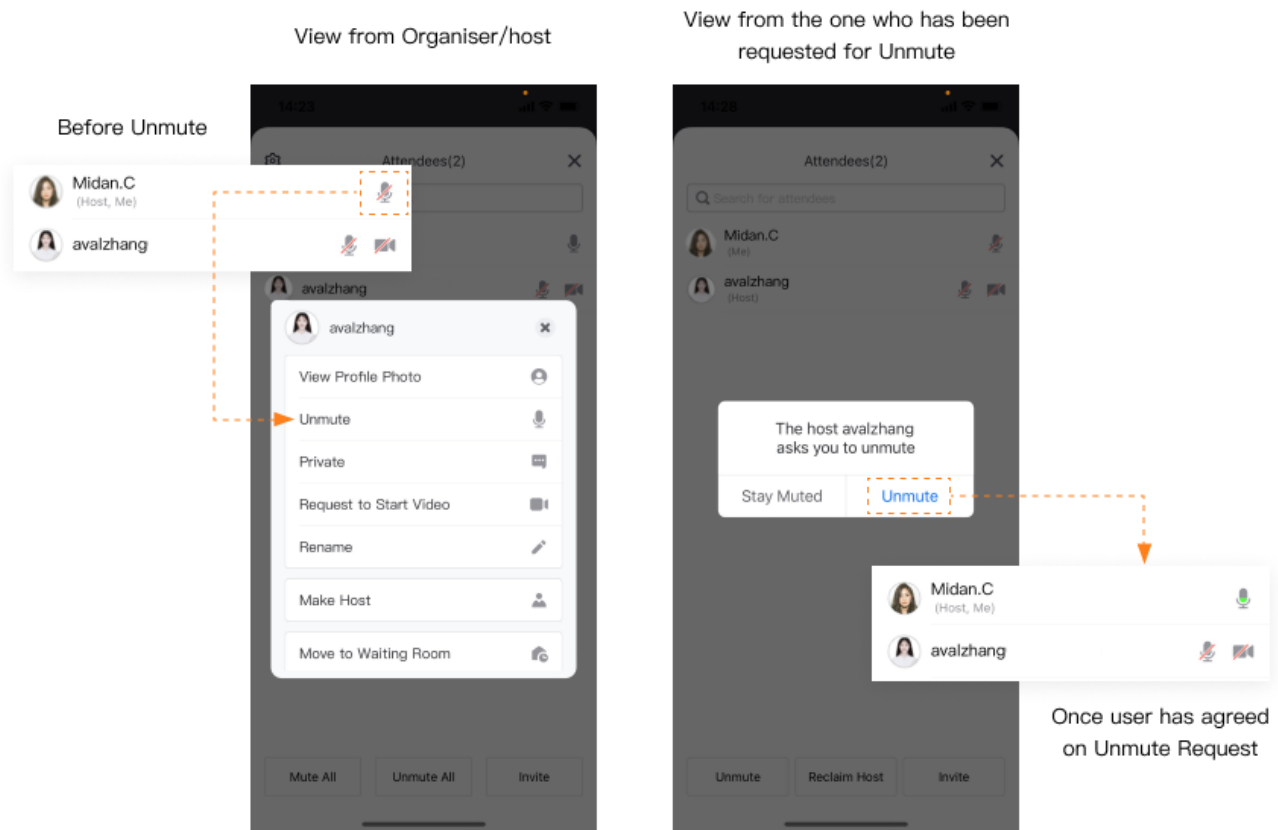 View from Organiser/host
View from the one who has been
requested for Unmute
Before Unmute
14:23
Attendees(2)
Midan.C
(Host, Me)
avalzhang
avalzhang
avalzhang
View Profile Photo
Unmute
Private
Request to Start Video
Rename
Make Host
Move to Waiting Room
Mute All
Unmute All
Invite
14:28
Attendees(2)
Search for attendees
Midan.C
(Me)
avalzhang
(Host)
The host avalzhang
asks you to unmute
Stay Muted
Unmute
Midan.C
(Host, Me)
avalzhang
Once user has agreed
on Unmute Request
Unmute
Reclaim Host
Invite